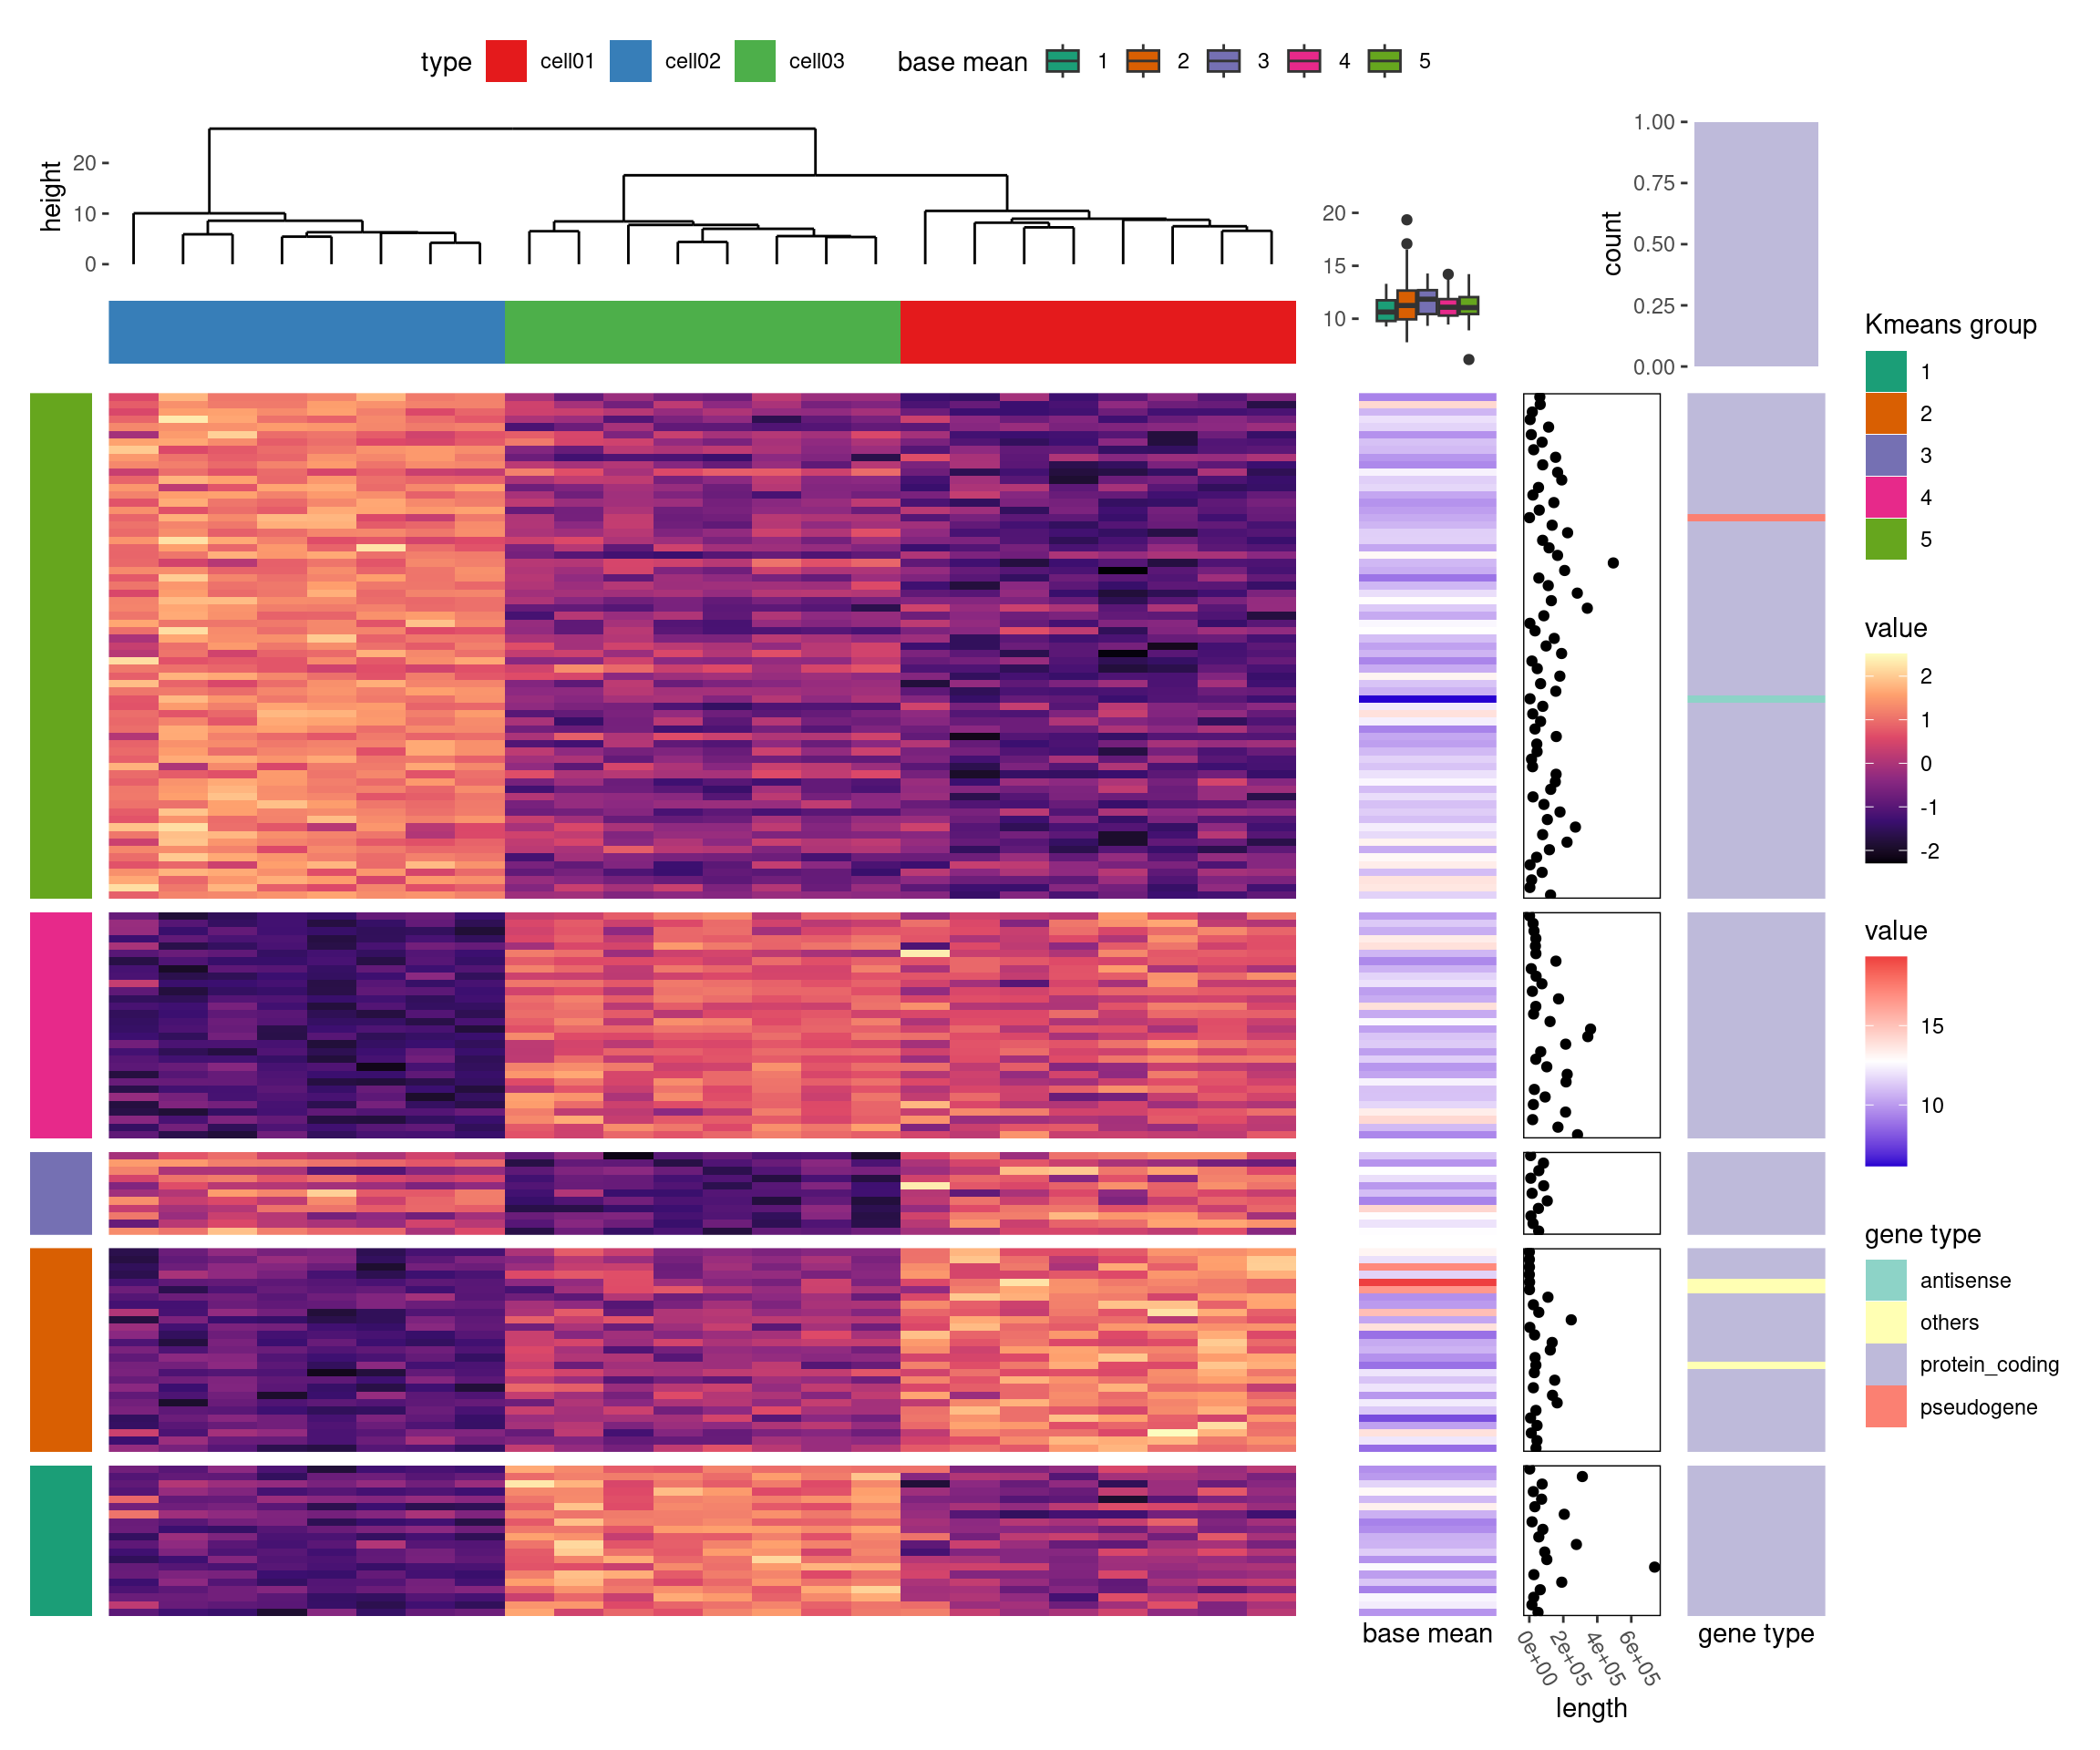 type cell01 cell02 cell03 base mean 1 2 3 4 5
height
20
10
0
20
15
10
count
1.00
0.75
0.50
0.25
0.00
Kmeans group
1
2
3
4
5
value
2
1
0
-1
-2
value
15
10
gene type
antisense
others
protein_coding
pseudogene
base mean
0e+00 2e+05 4e+05 6e+05
length
gene type